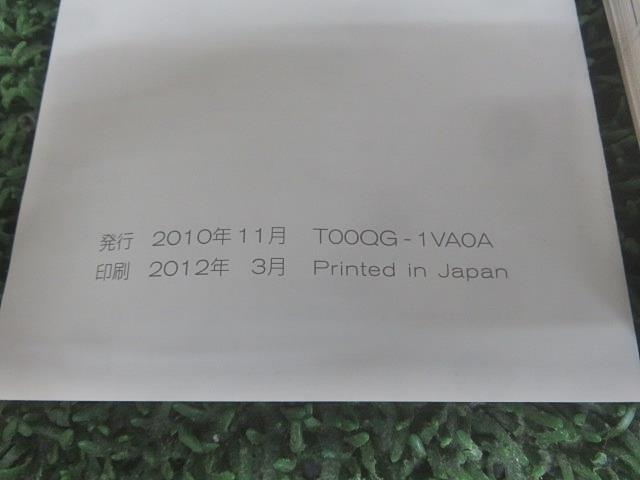 発行 2010年11月 T00QG-1VA0A
印刷 2012年 3月 Printed in Japan